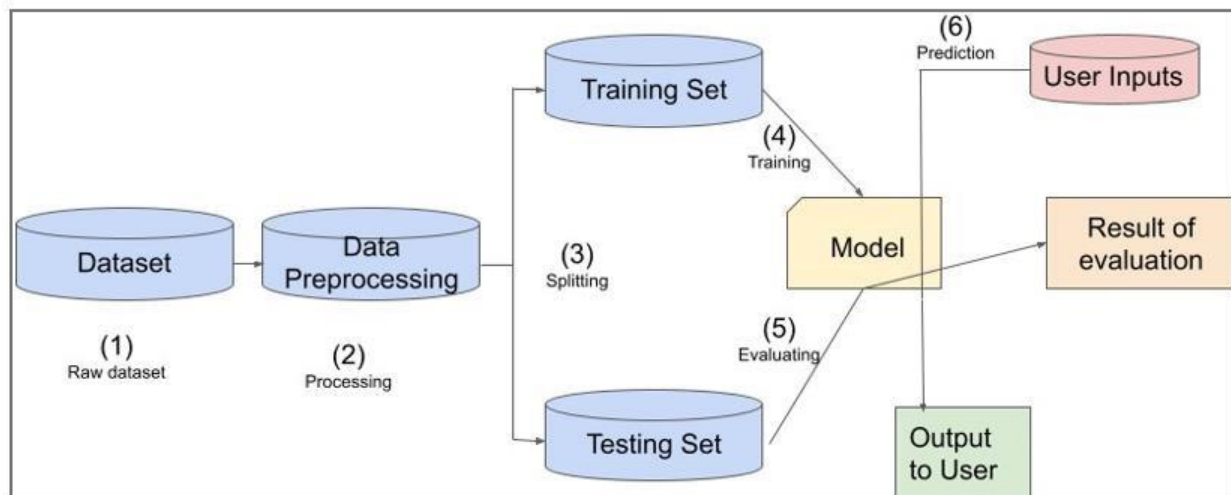 Dataset
(1)
Raw dataset
Data
Preprocessing
(2)
Processing
(3)
Splitting
Training Set
(4)
Training
Testing Set
(5)
Evaluating
Model
Result of
evaluation
(6)
Prediction
User Inputs
Output
to User